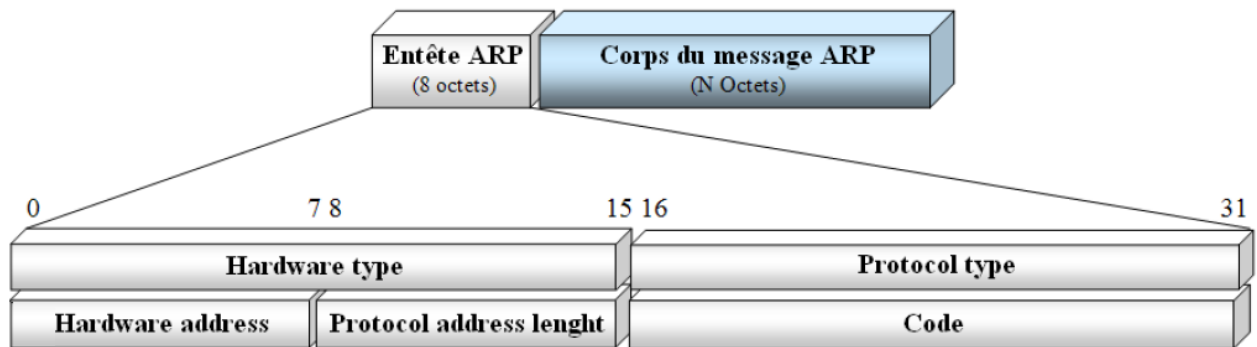 Entête ARP
(8 octets)
Corps du message ARP
(N Octets)
0 7 8 15 16 31
Hardware type Protocol type
Hardware address Protocol address lenght Code